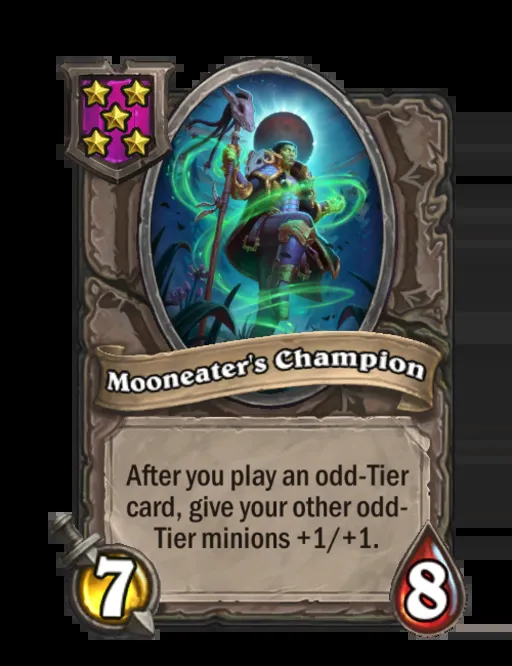 Mooneater's Champion
After you play an odd-Tier
card, give your other odd-
Tier minions +1/+1.
7
8